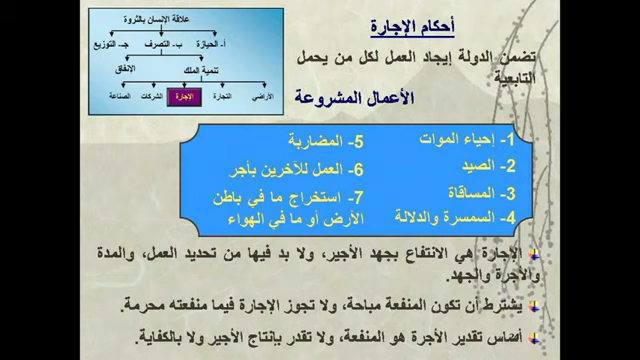 أحكام الإجارة
علاقة الإنسان بالثروة
أ- الحيازة
ب- التصرف
جـ- التوزيع
تنمية الملك
الإنفاق
الأراضي
التجارة
الإجارة
الشركات
الصناعة
تضمن الدولة إيجاد العمل لكل من يحمل
التابعية
الأعمال المشروعة
1- إحياء الموات
2- الصيد
3- المساقاة
4- السمسرة والدلالة
5- المضاربة
6- العمل للآخرين بأجر
7- استخراج ما في باطن
الأرض أو ما في الهواء
الإجارة هي الانتفاع بجهد الأجير، ولا بد فيها من تحديد العمل، والمدة
والأجرة والجهد.
يشترط أن تكون المنفعة مباحة، ولا تجوز الإجارة فيما منفعته محرمة.
أساس تقدير الأجرة هو المنفعة، ولا تقدر بإنتاج الأجير ولا بالكفاية.